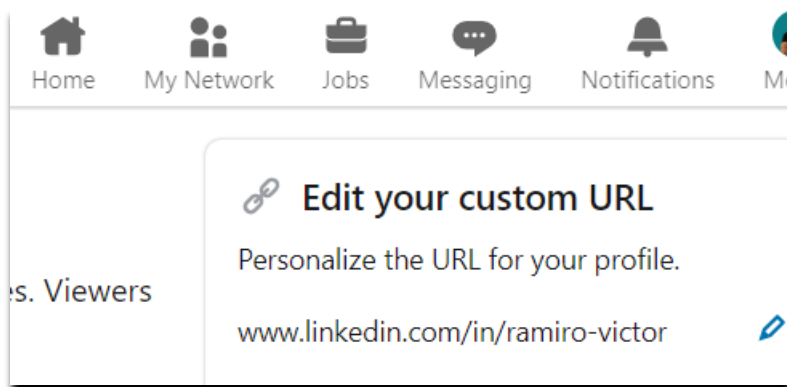 Home My Network Jobs Messaging Notifications
Edit your custom URL
Personalize the URL for your profile.
Viewers
www.linkedin.com/in/ramiro-victor